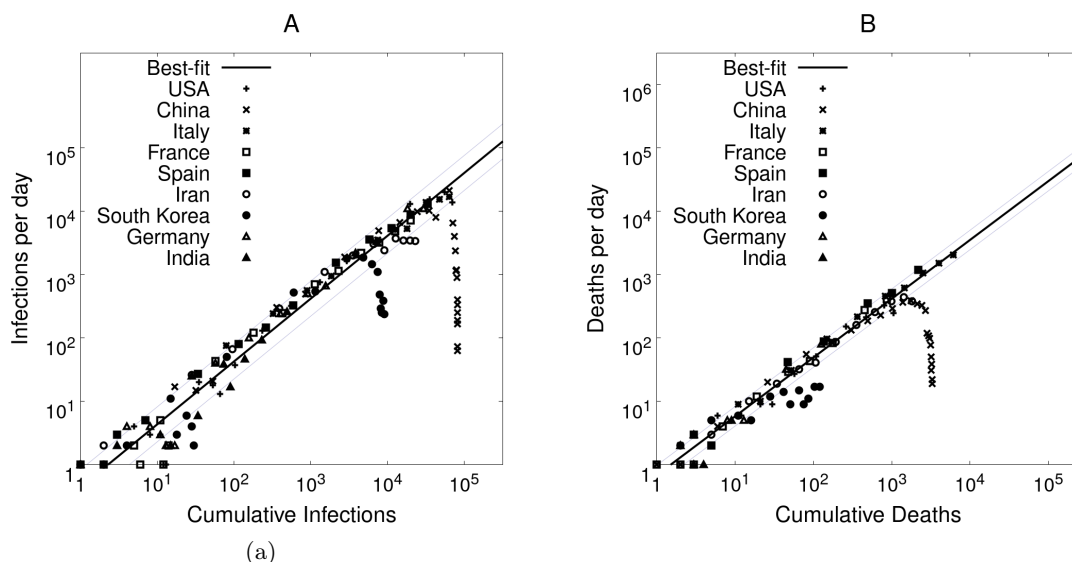 A
Best-fit
USA
China
Italy
France
Spain
Iran
South Korea
Germany
India
Infections per day
10^5
10^4
10^3
10^2
10^1
1
1 10^1 10^2 10^3 10^4 10^5
Cumulative Infections
(a)
B
Best-fit
USA
China
Italy
France
Spain
Iran
South Korea
Germany
India
Deaths per day
10^6
10^5
10^4
10^3
10^2
10^1
1
1 10^1 10^2 10^3 10^4 10^5
Cumulative Deaths